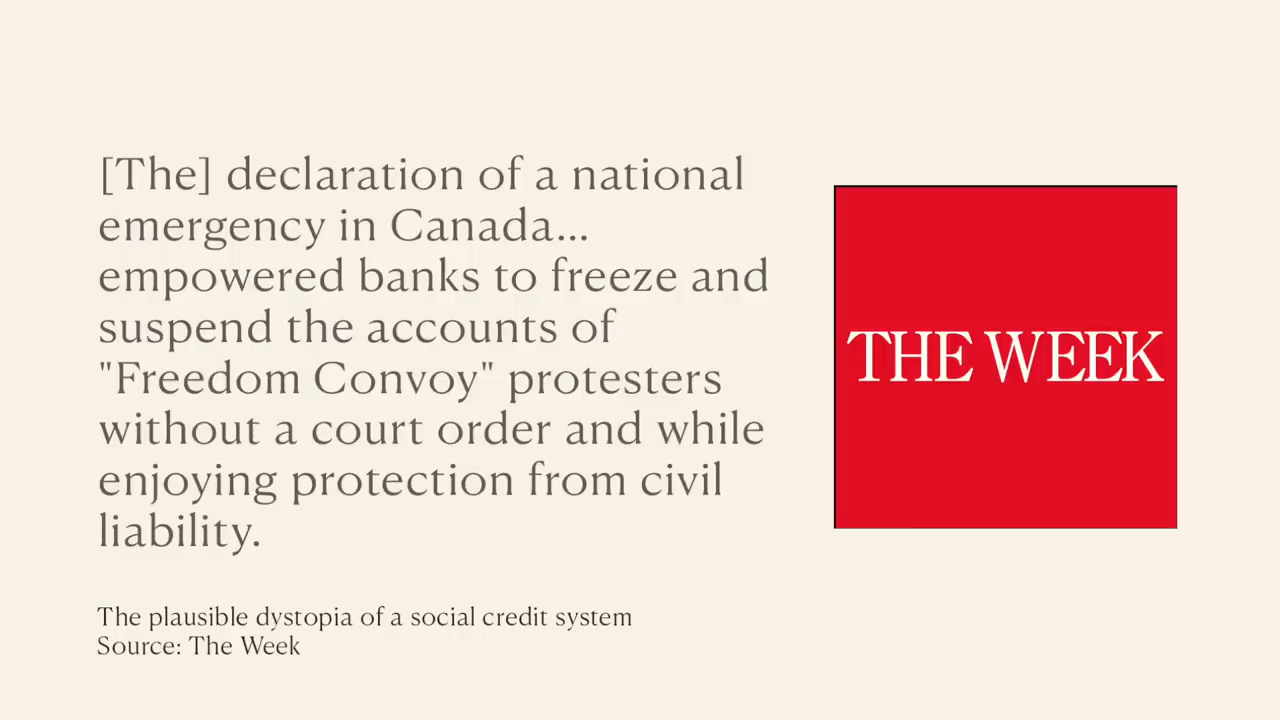 [The] declaration of a national
emergency in Canada...
empowered banks to freeze and
suspend the accounts of
"Freedom Convoy" protesters
without a court order and while
enjoying protection from civil
liability.
THE WEEK
The plausible dystopia of a social credit system
Source: The Week